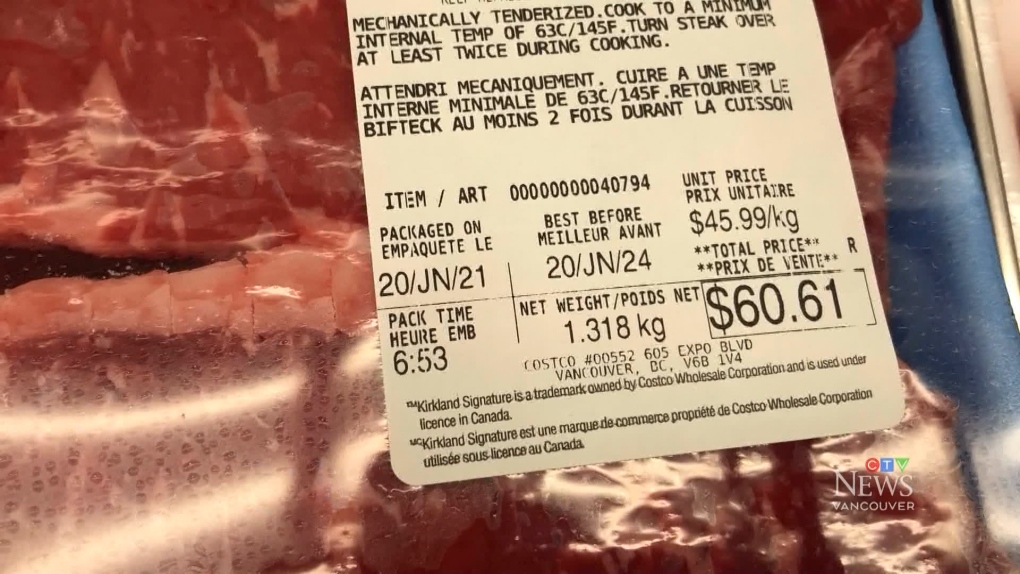 MECHANICALLY TENDERIZED.COOK TO A MINIMUM
INTERNAL TEMP OF 63C/145F.TURN STEAK OVER
AT LEAST TWICE DURING COOKING.
ATTENDRI MECANIQUEMENT. CUIRE A UNE TEMP
INTERNE MINIMALE DE 63C/145F.RETOURNER LE
BIFTECK AU MOINS 2 FOIS DURANT LA CUISSON
ITEM / ART 00000000040794
UNIT PRICE
PRIX UNITAIRE
$45.99/kg
PACKAGED ON
EMPAQUETE LE
20/JN/21
BEST BEFORE
MEILLEUR AVANT
20/JN/24
**TOTAL PRICE** R
**PRIX DE VENTE**
$60.61
PACK TIME
HEURE EMB
6:53
NET WEIGHT/POIDS NET
1.318 kg
COSTCO #00552 605 EXPO BLVD
VANCOUVER, BC, V6B 1V4
™Kirkland Signature is a trademark owned by Costco Wholesale Corporation and is used under
licence in Canada.
MCKirkland Signature est une marque de commerce propriété de Costco Wholesale Corporation
utilisée sous licence au Canada.
CTV
NEWS
VANCOUVER